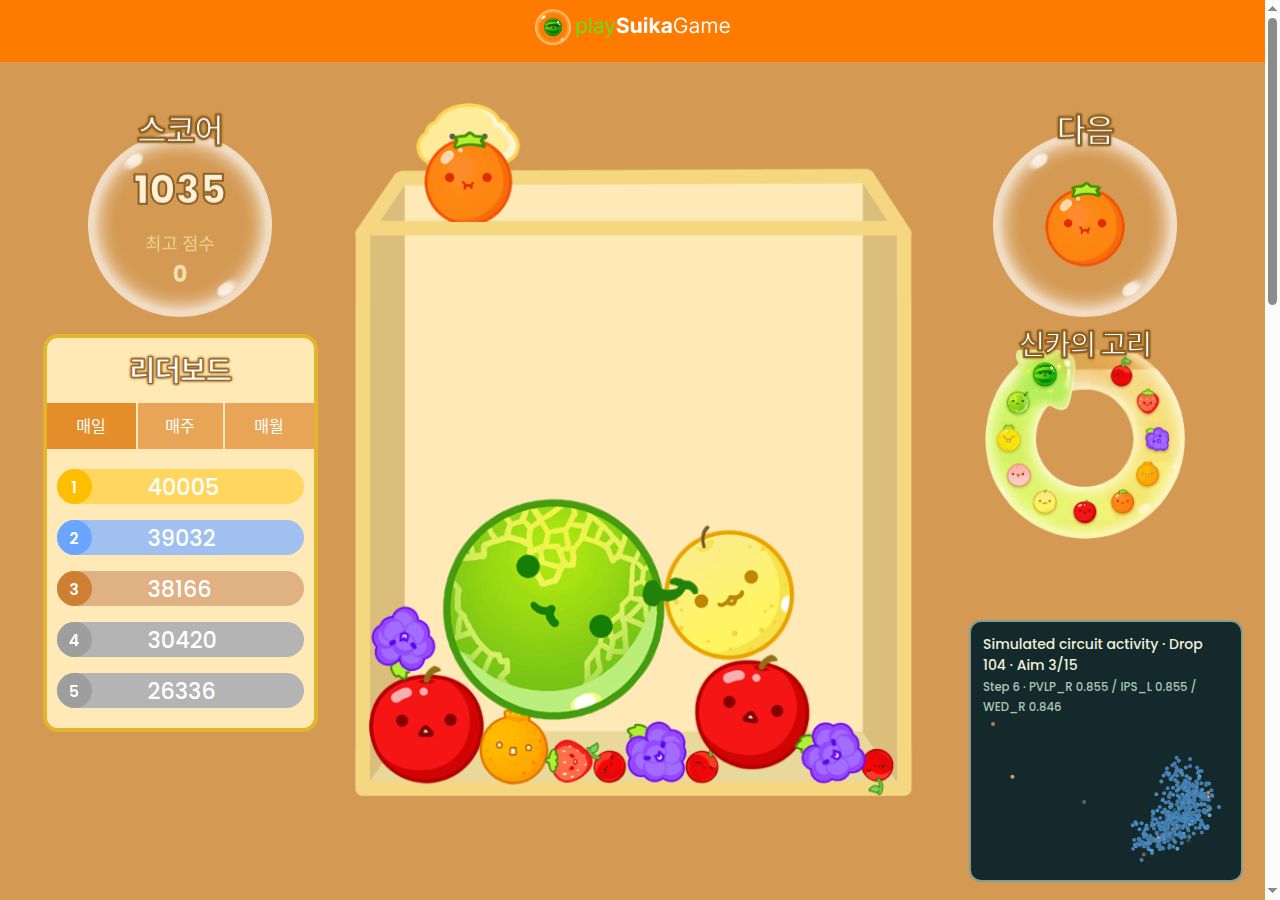 playSuikaGame
스코어
1035
최고 점수
0
다음
신카의 고리
리더보드
매일 매주 매월
1 40005
2 39032
3 38166
4 30420
5 26336
Simulated circuit activity · Drop
104 · Aim 3/15
Step 6 · PVLP_R 0.855 / IPS_L 0.855 /
WED_R 0.846